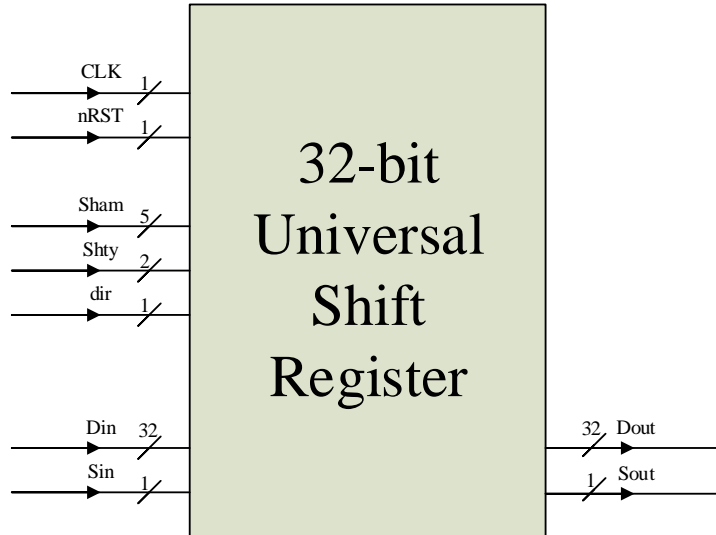 CLK
1
nRST
1
Sham
5
Shty
2
dir
1
32-bit
Universal
Shift
Register
Din
32
Sin
1
32
Dout
1
Sout